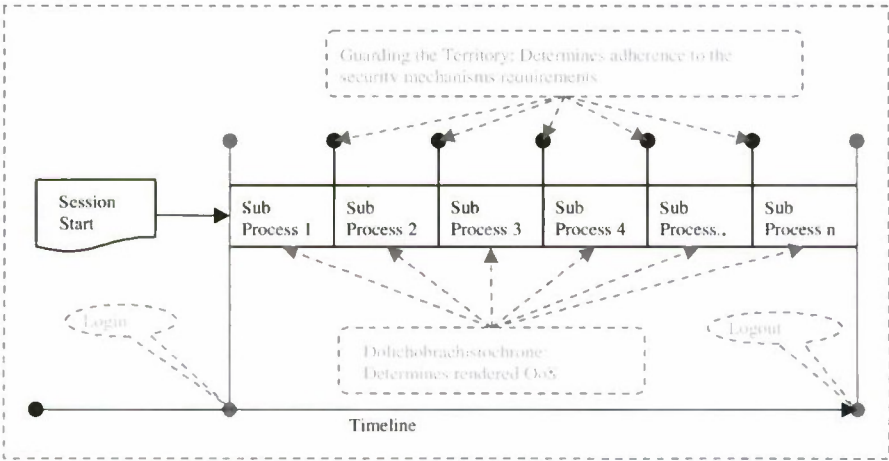 Guarding the Territory: Determines adherence to the
security mechanisms requirements
Session
Start
Sub
Process 1
Sub
Process 2
Sub
Process 3
Sub
Process 4
Sub
Process..
Sub
Process n
Login
Logout
Dolichobrachistochrone:
Determines rendered QoS
Timeline